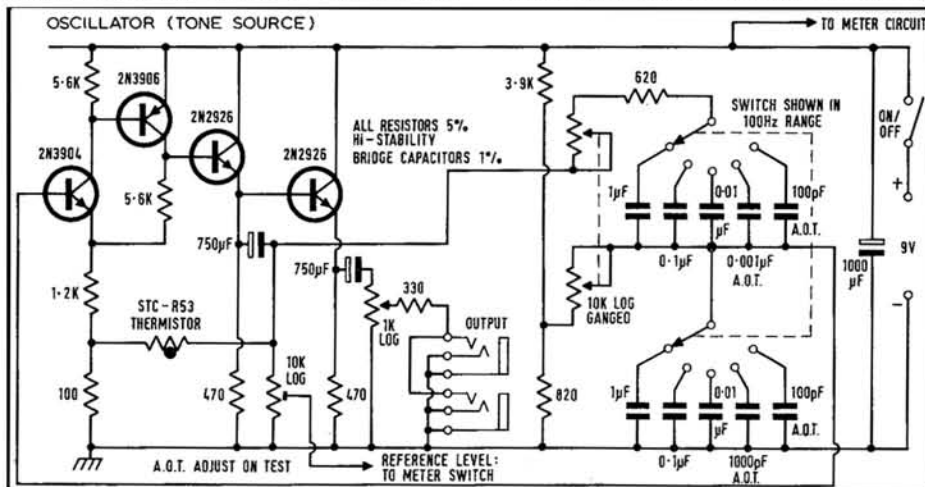 OSCILLATOR (TONE SOURCE)
TO METER CIRCUIT
5·6K
2N3906
2N2926
3·9K
620
ALL RESISTORS 5%
Hi-STABILITY
BRIDGE CAPACITORS 1%
SWITCH SHOWN IN
100Hz RANGE
ON/
OFF
2N3904
2N2926
5·6K
1µF
0·01
µF
100pF
A.O.T.
+
750µF
750µF
0·1µF
0·001µF
A.O.T.
1000
µF
9V
1·2K
330
1K
LOG
10K LOG
GANGED
−
STC-R53
THERMISTOR
OUTPUT
10K
LOG
100
470
470
820
1µF
0·01
µF
100pF
A.O.T.
0·1µF
1000pF
A.O.T.
A.O.T. ADJUST ON TEST
REFERENCE LEVEL:
TO METER SWITCH